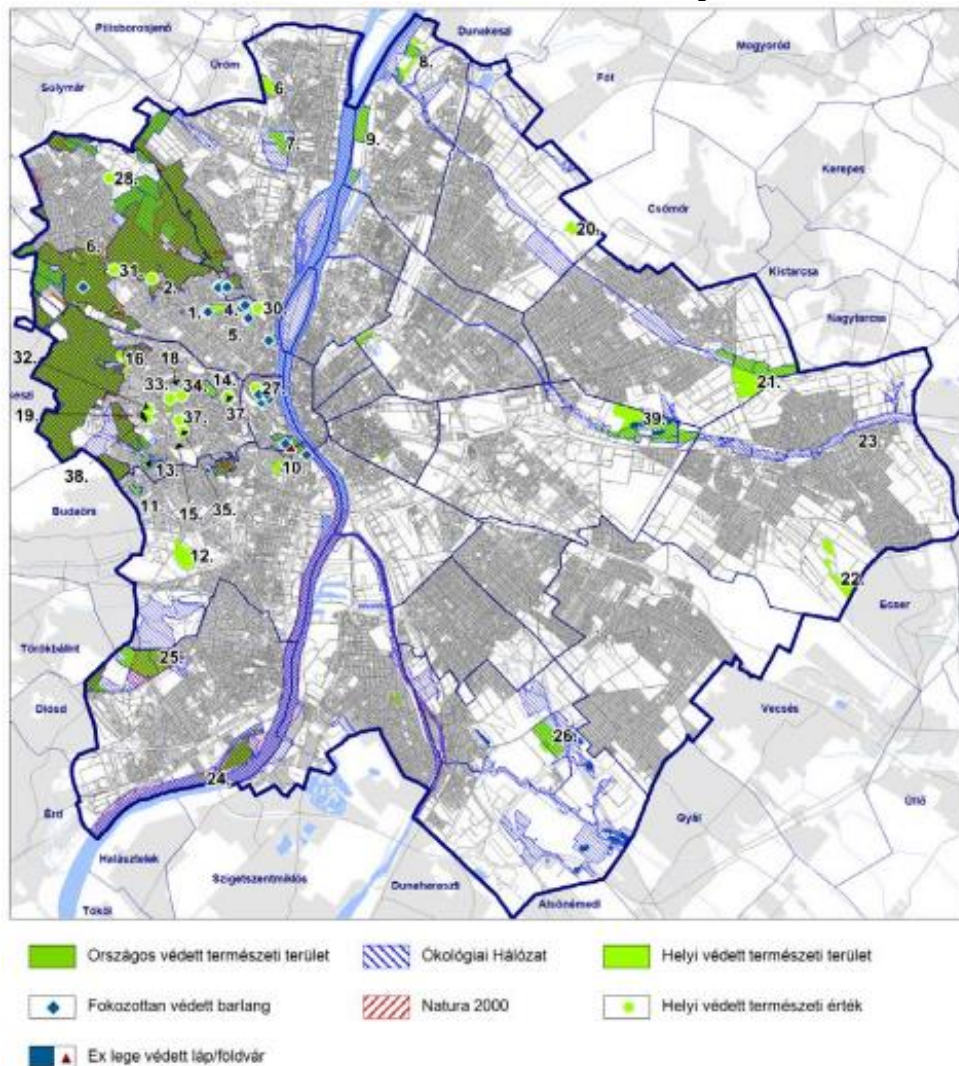 Pilisborosjenő
Dunakeszi
Mogyoród
Üröm
8.
Fót
Solymár
6.
7.
9.
Kerepes
28.
Csömör
20.
6.
31.
2.
Kistarcsa
1.
4.
30
Nagytarcsa
5.
32.
16
18
33.
34.
14.
27.
21.
19.
37.
37.
39.
23
13.
10.
38.
Budaörs
11
15.
35.
12.
22.
Ecser
Törökbálint
25.
Diósd
Vecsés
26.
24.
Érd
Gyál
Üllő
Halásztelek
Szigetszentmiklós
Dunaharaszti
Alsónémedi
Tököl
Országos védett természeti terület
Ökológiai Hálózat
Helyi védett természeti terület
Fokozottan védett barlang
Natura 2000
Helyi védett természeti érték
Ex lege védett láp/földvár